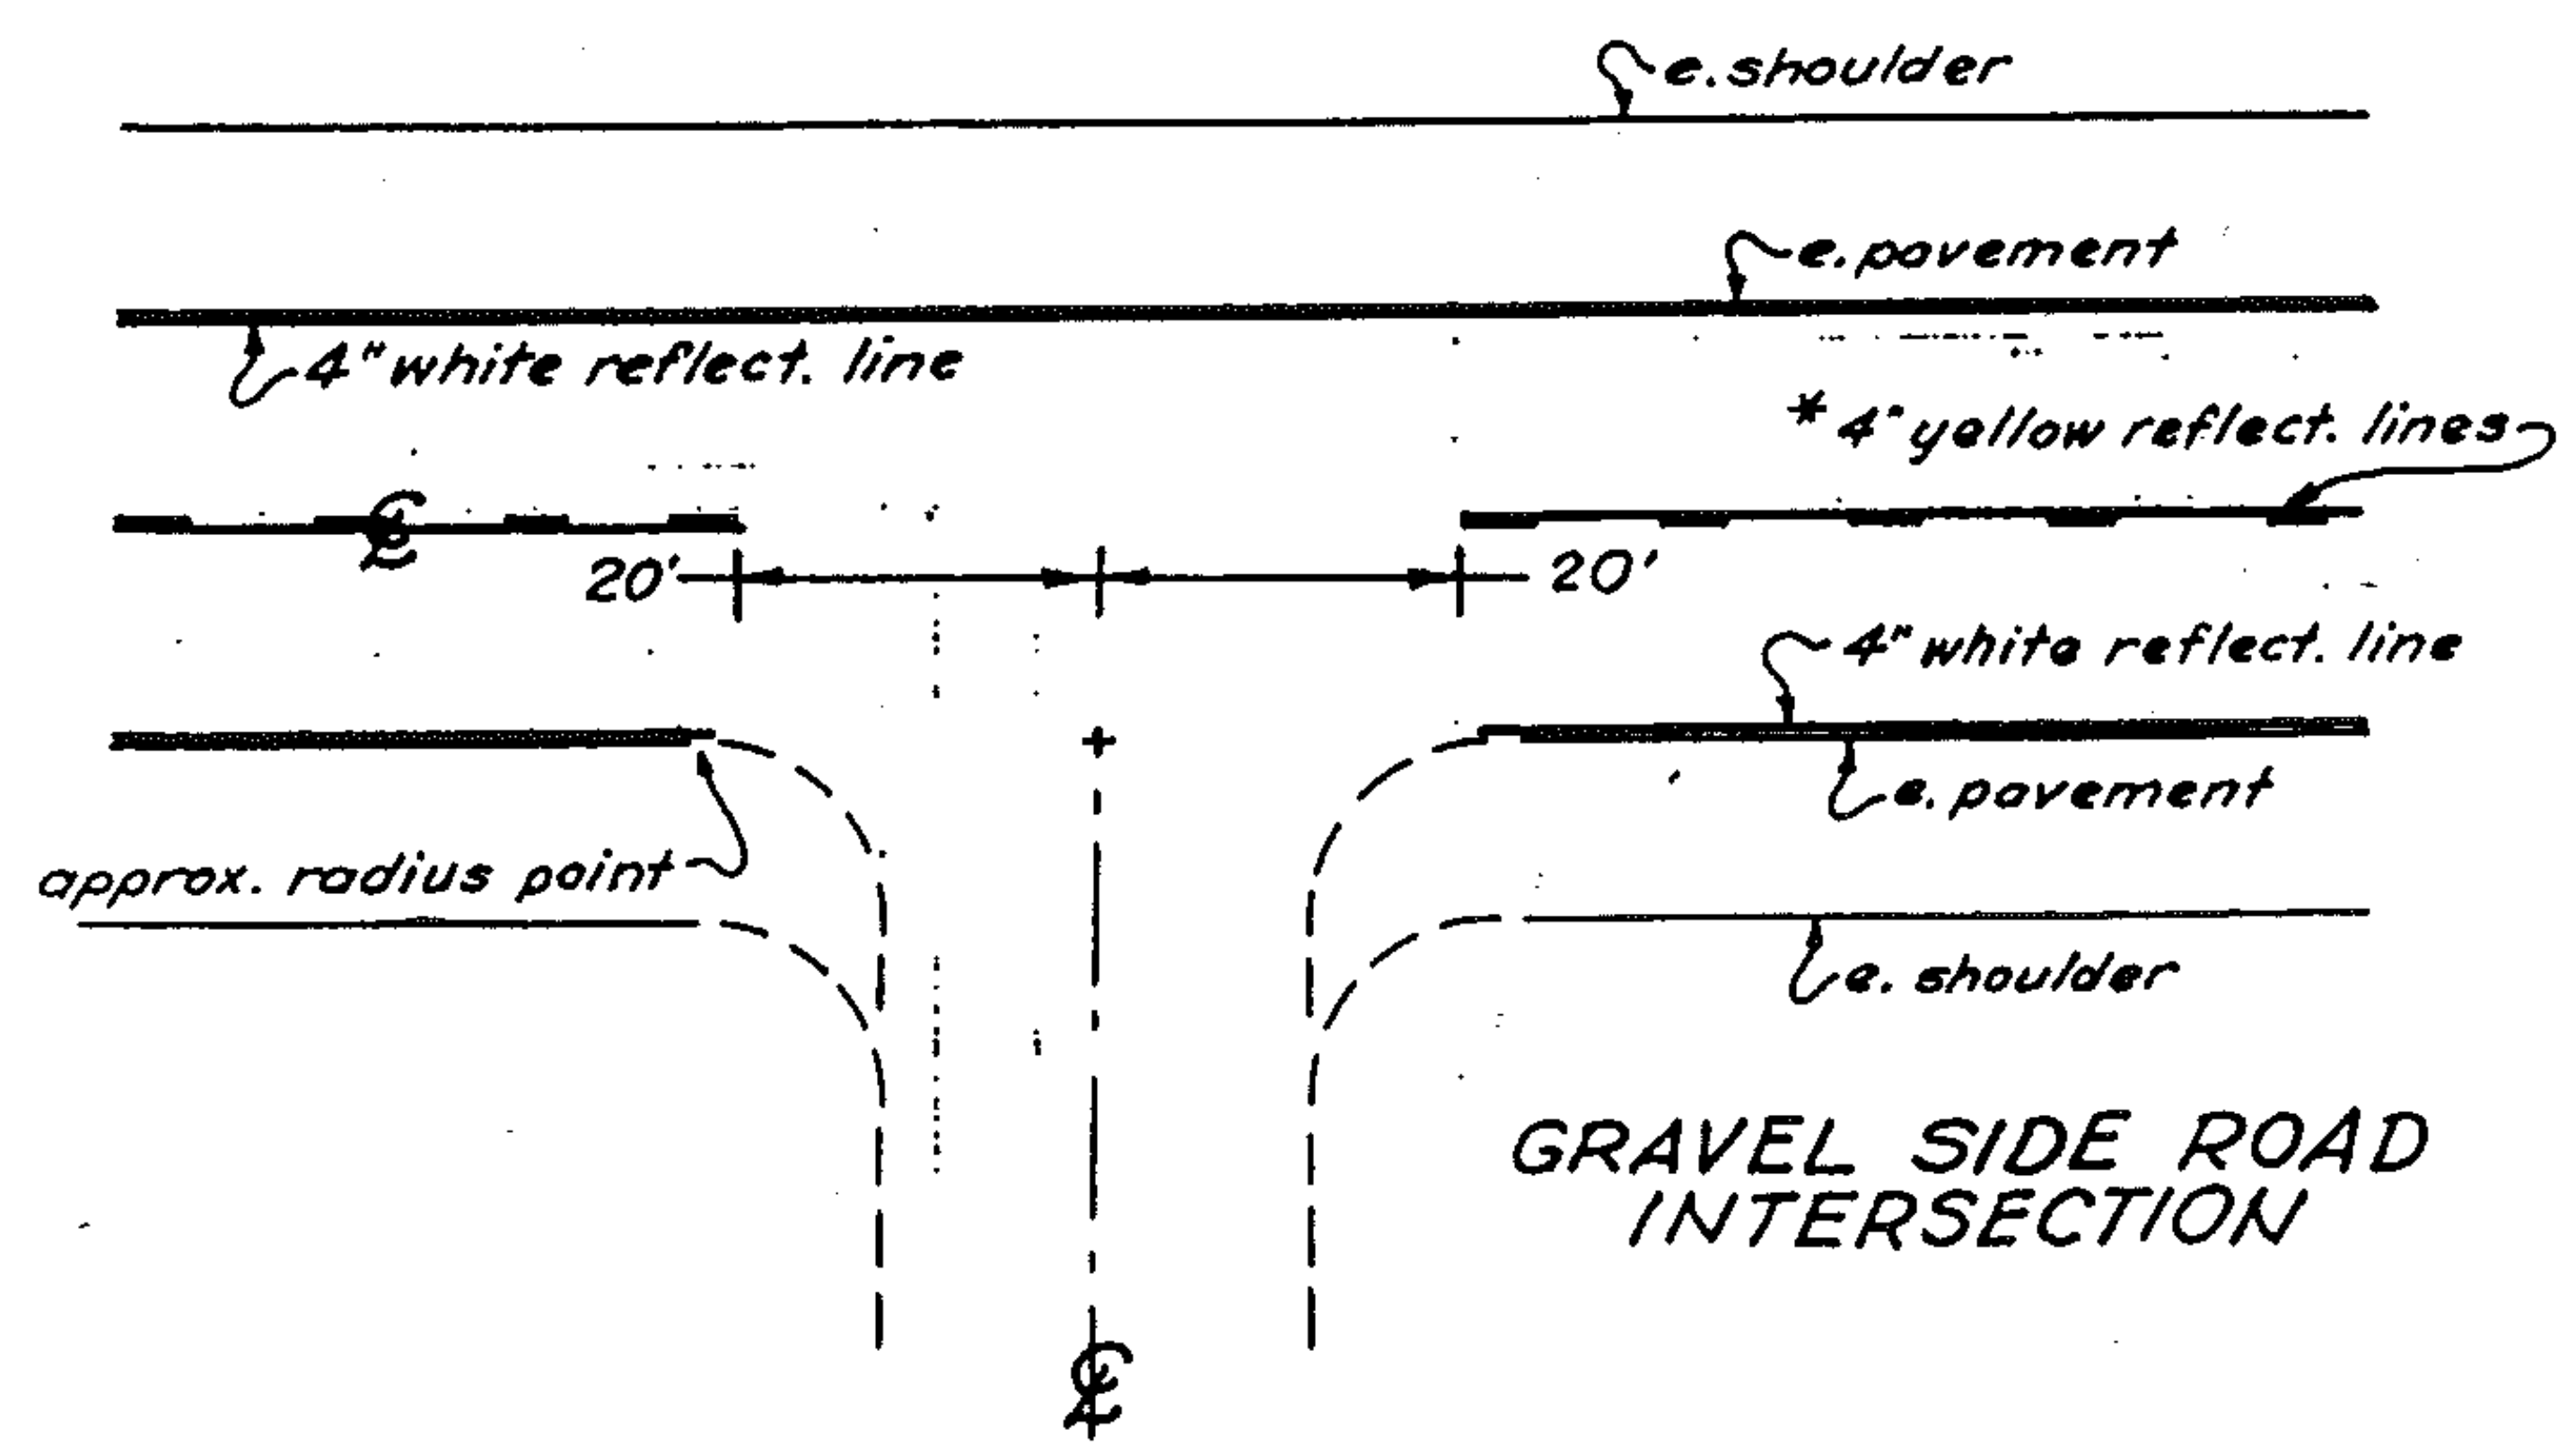 e. shoulder
e. pavement
4" white reflect. line
* 4" yellow reflect. lines
℄
20'
20'
4" white reflect. line
e. pavement
approx. radius point
e. shoulder
GRAVEL SIDE ROAD
INTERSECTION
℄